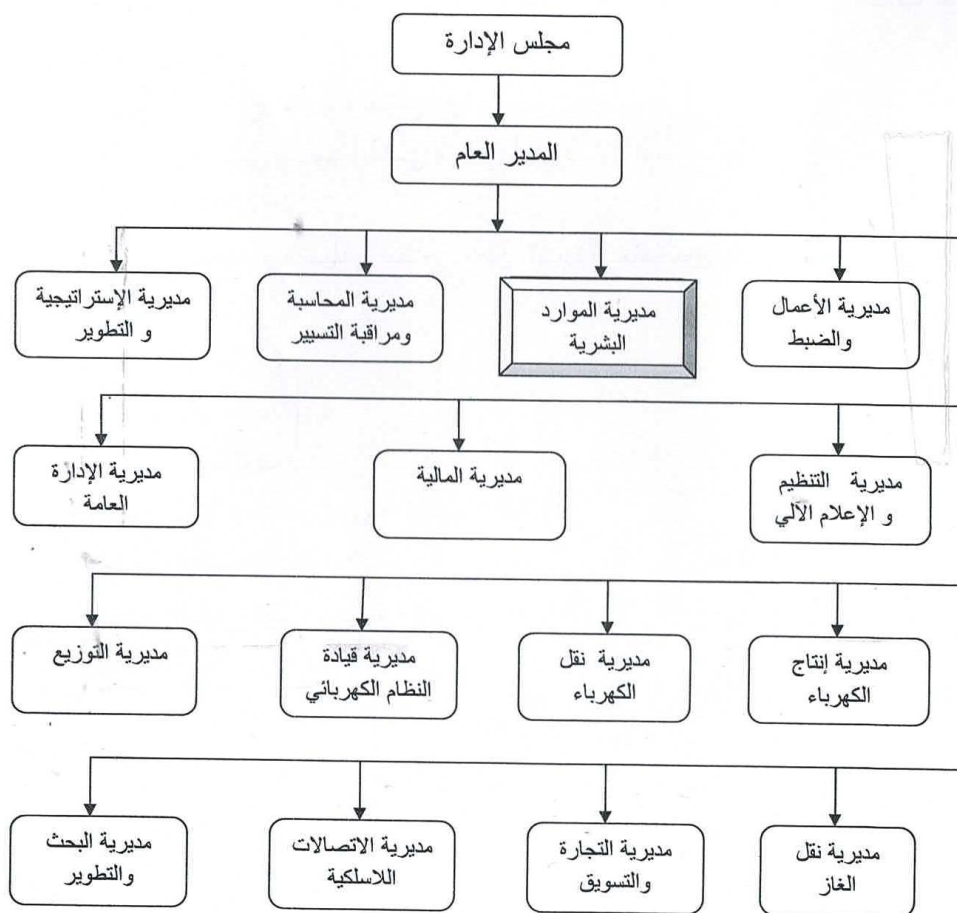 مجلس الإدارة
المدير العام
مديرية الأعمال
والضبط
مديرية الموارد
البشرية
مديرية المحاسبة
ومراقبة التسيير
مديرية الإستراتيجية
و التطوير
مديرية التنظيم
و الإعلام الآلي
مديرية المالية
مديرية الإدارة
العامة
مديرية إنتاج
الكهرباء
مديرية نقل
الكهرباء
مديرية قيادة
النظام الكهربائي
مديرية التوزيع
مديرية نقل
الغاز
مديرية التجارة
والتسويق
مديرية الاتصالات
اللاسلكية
مديرية البحث
والتطوير